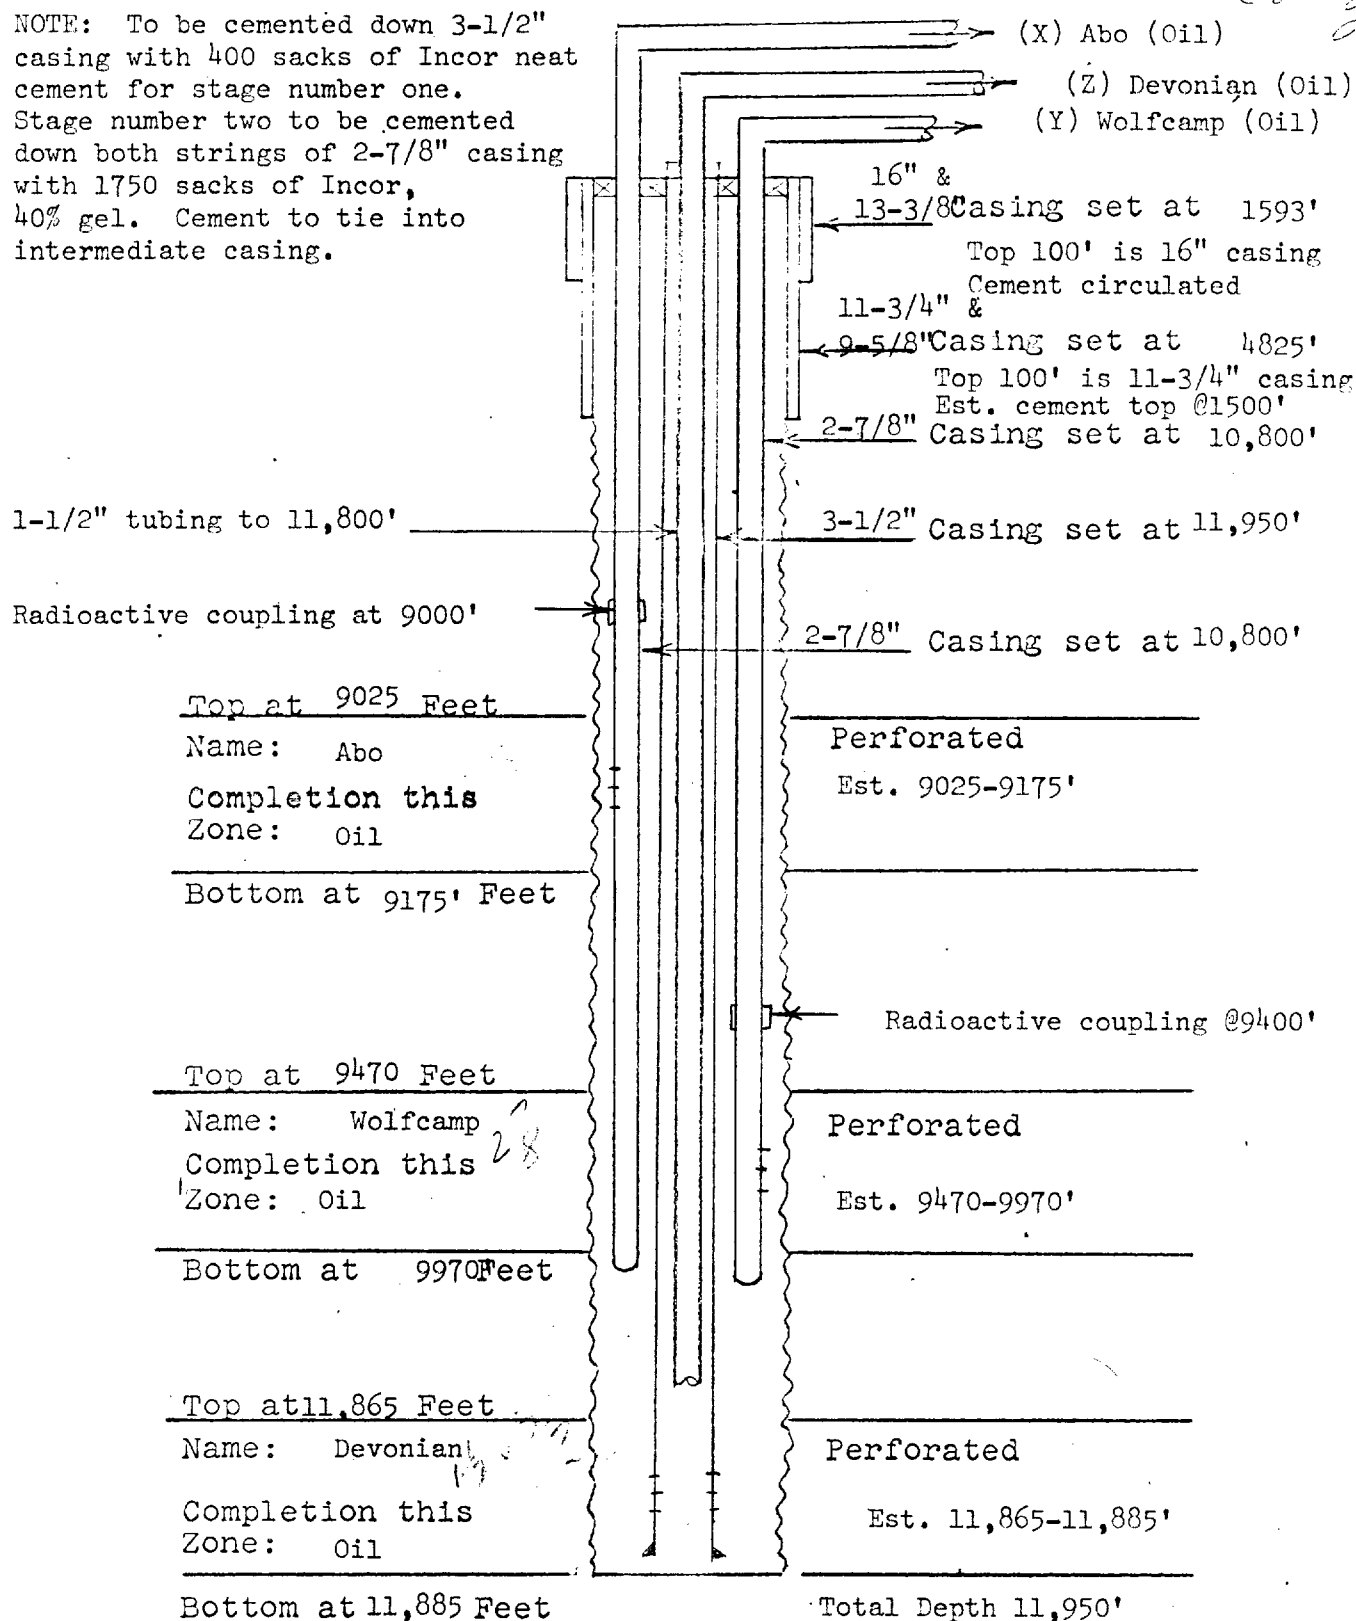 NOTE: To be cemented down 3-1/2"
casing with 400 sacks of Incor neat
cement for stage number one.
Stage number two to be cemented
down both strings of 2-7/8" casing
with 1750 sacks of Incor,
40% gel. Cement to tie into
intermediate casing.
(X) Abo (Oil)
(Z) Devonian (Oil)
(Y) Wolfcamp (Oil)
16" &
13-3/8" Casing set at 1593'
Top 100' is 16" casing
Cement circulated
11-3/4" &
9-5/8" Casing set at 4825'
Top 100' is 11-3/4" casing
Est. cement top @1500'
2-7/8" Casing set at 10,800'
1-1/2" tubing to 11,800'
3-1/2" Casing set at 11,950'
Radioactive coupling at 9000'
2-7/8" Casing set at 10,800'
Top at 9025 Feet
Name: Abo
Perforated
Est. 9025-9175'
Completion this
Zone: Oil
Bottom at 9175' Feet
Radioactive coupling @9400'
Top at 9470 Feet
Name: Wolfcamp
Perforated
28
Completion this
Zone: Oil
Est. 9470-9970'
Bottom at 9970 Feet
Top at 11,865 Feet
Name: Devonian
Perforated
Completion this
Zone: Oil
Est. 11,865-11,885'
Bottom at 11,885 Feet
Total Depth 11,950'